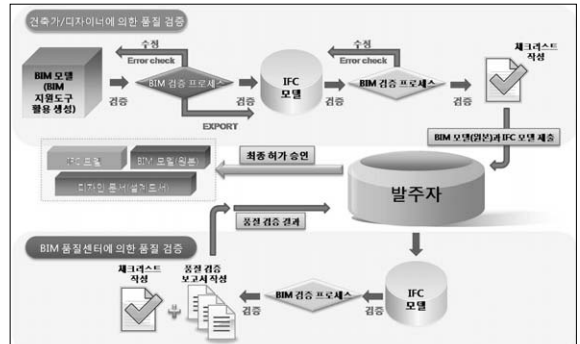 건축가/디자이너에 의한 품질 검증
BIM 모델
(BIM
지원도구
활용 생성)
검증
수정
Error check
BIM 검증 프로세스
EXPORT
검증
IFC
모델
검증
수정
Error check
BIM 검증 프로세스
검증
체크리스트
작성
BIM 모델(원본)과 IFC 모델 제출
IFC 모델
BIM 모델(원본)
디자인 문서(설계도서)
최종 허가 승인
발주자
품질 검증 결과
BIM 품질센터에 의한 품질 검증
체크리스트
작성
품질 검증
보고서 작성
검증
BIM 검증 프로세스
검증
IFC
모델